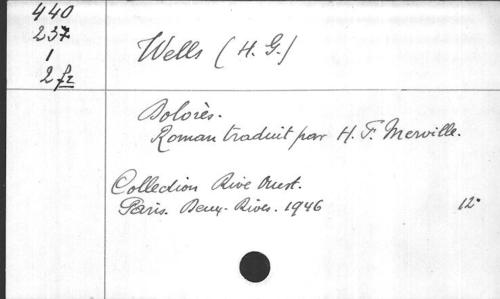 440
237
1
2 fr
Wells (H. G.)
Dolorès.
Roman traduit par H. F. Merville.
Collection Rive Ouest.
Paris. Deux-Rives. 1946
12°